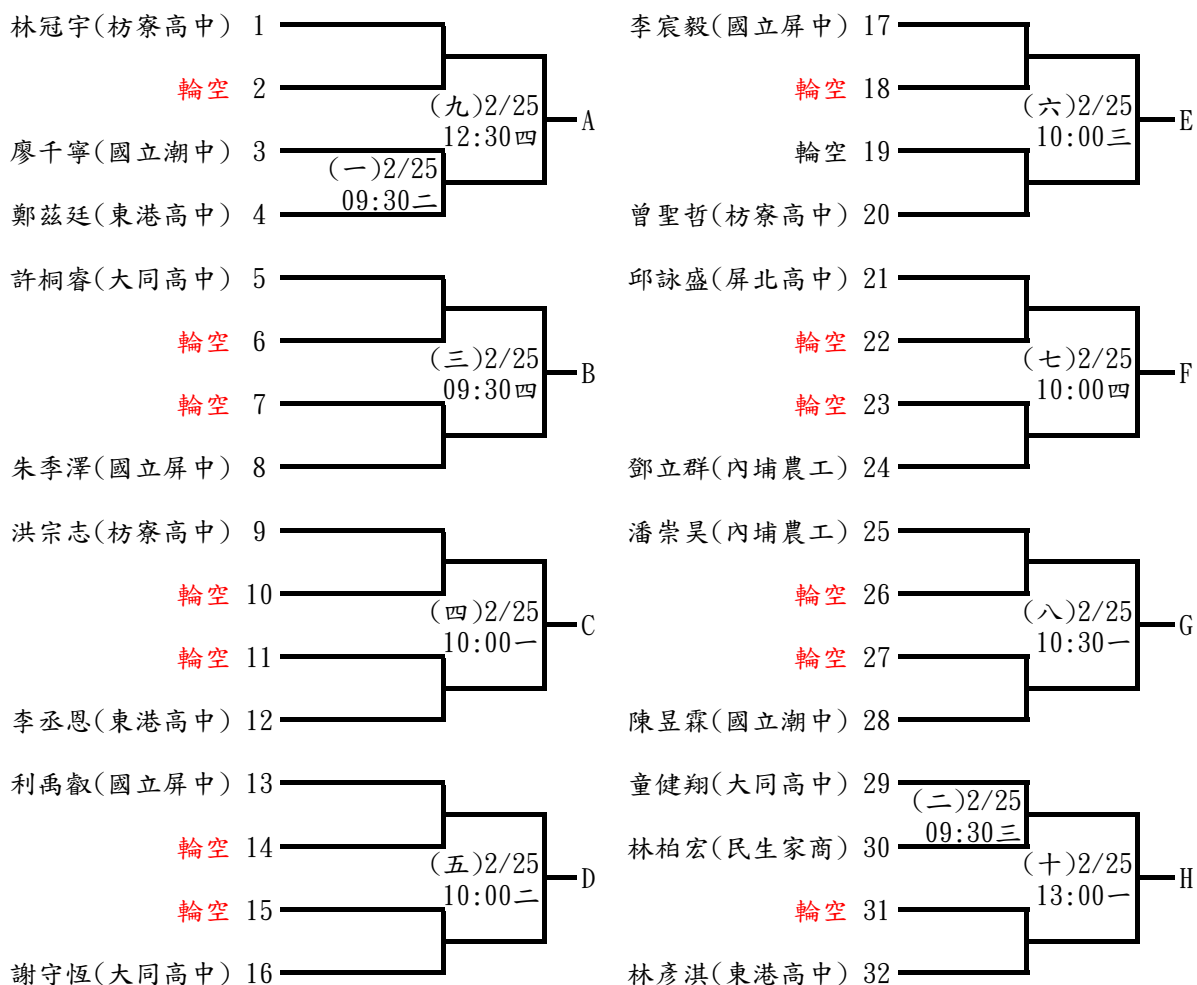 林冠宇(枋寮高中) 1
輪空 2
(九)2/25
12:30四
A
廖千寧(國立潮中) 3
(一)2/25
09:30二
鄭茲廷(東港高中) 4
許桐睿(大同高中) 5
輪空 6
(三)2/25
09:30四
B
輪空 7
朱季澤(國立屏中) 8
洪宗志(枋寮高中) 9
輪空 10
(四)2/25
10:00一
C
輪空 11
李丞恩(東港高中) 12
利禹叡(國立屏中) 13
輪空 14
(五)2/25
10:00二
D
輪空 15
謝守恆(大同高中) 16
李宸毅(國立屏中) 17
輪空 18
(六)2/25
10:00三
E
輪空 19
曾聖哲(枋寮高中) 20
邱詠盛(屏北高中) 21
輪空 22
(七)2/25
10:00四
F
輪空 23
鄧立群(內埔農工) 24
潘崇昊(內埔農工) 25
輪空 26
(八)2/25
10:30一
G
輪空 27
陳昱霖(國立潮中) 28
童健翔(大同高中) 29
(二)2/25
09:30三
林柏宏(民生家商) 30
(十)2/25
13:00一
H
輪空 31
林彥淇(東港高中) 32